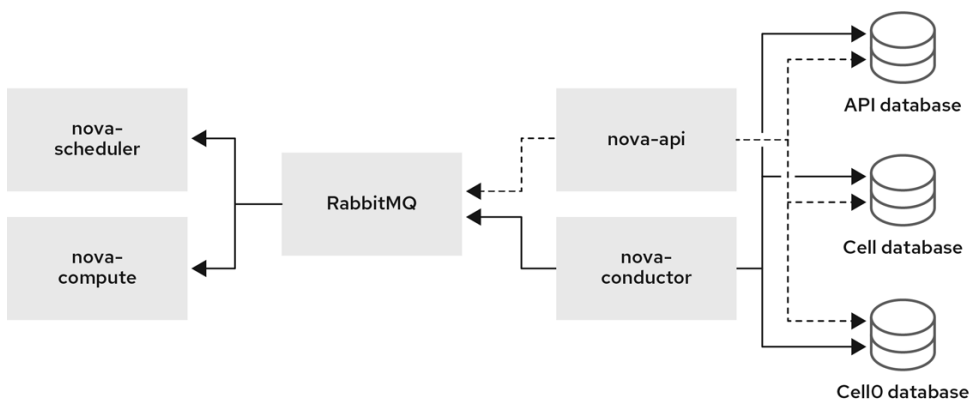 nova-
scheduler
nova-
compute
RabbitMQ
nova-api
nova-
conductor
API database
Cell database
Cell0 database